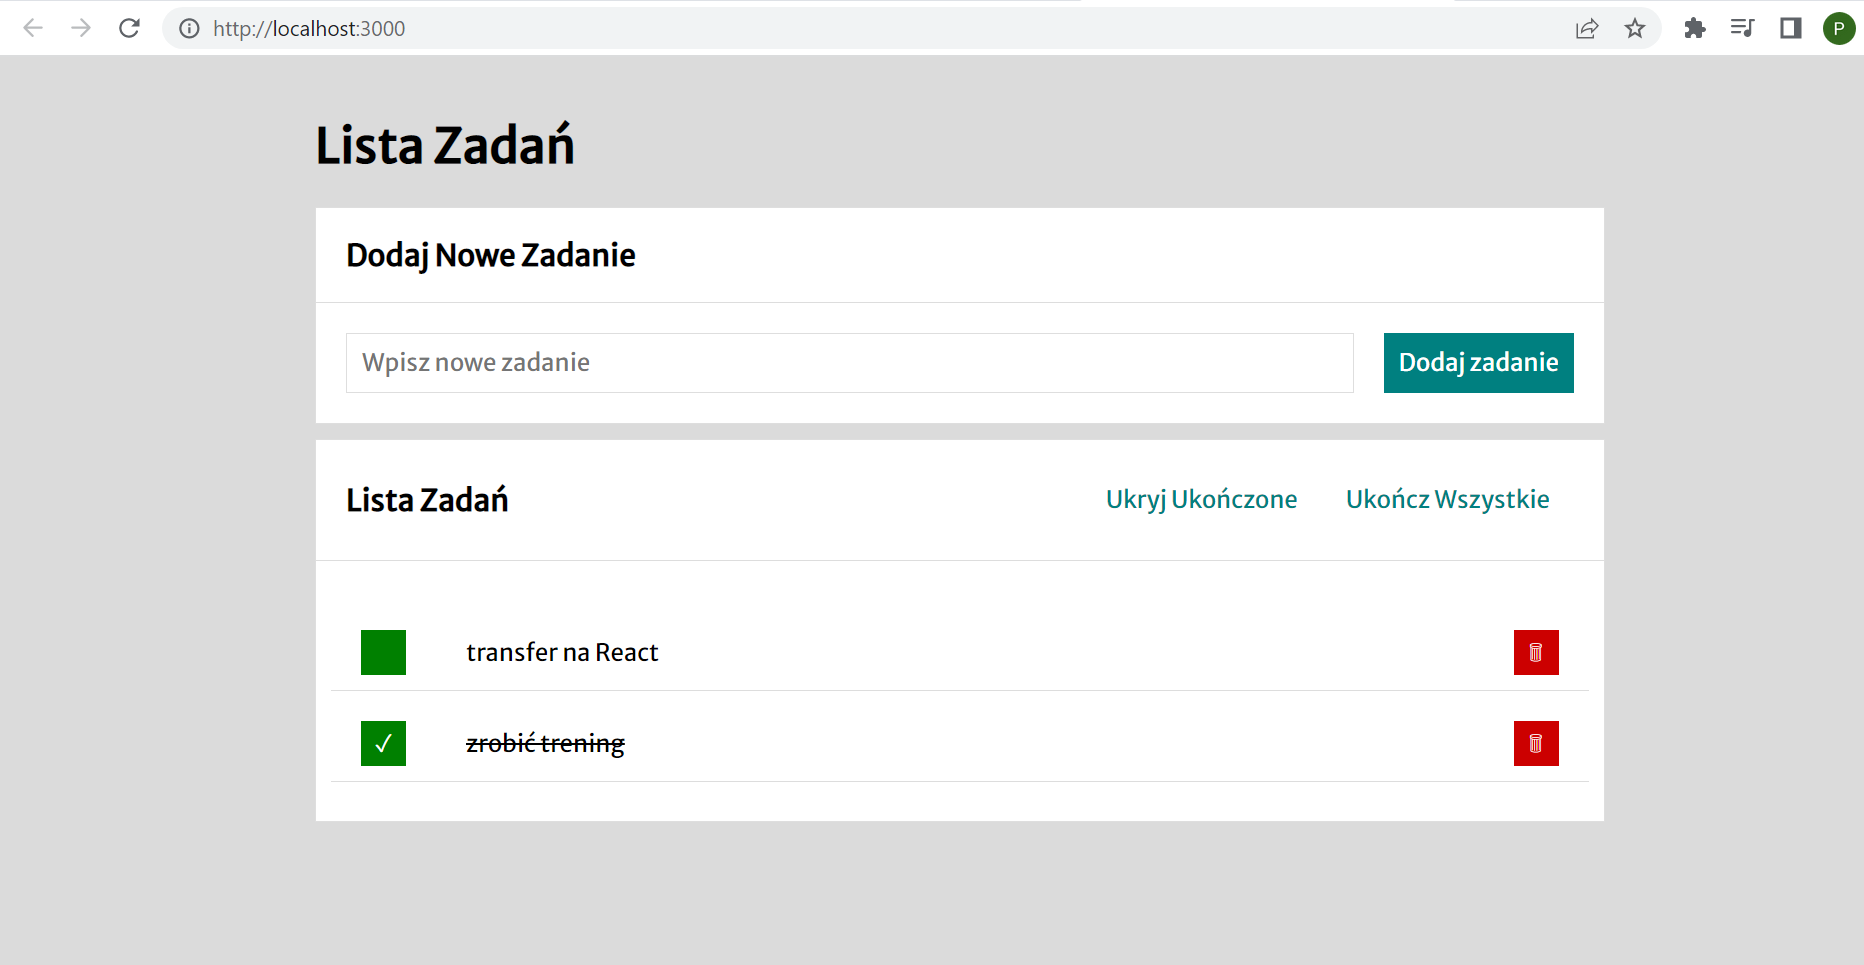 http://localhost:3000
P
Lista Zadań
Dodaj Nowe Zadanie
Wpisz nowe zadanie
Dodaj zadanie
Lista Zadań
Ukryj Ukończone
Ukończ Wszystkie
transfer na React
✓
zrobić trening